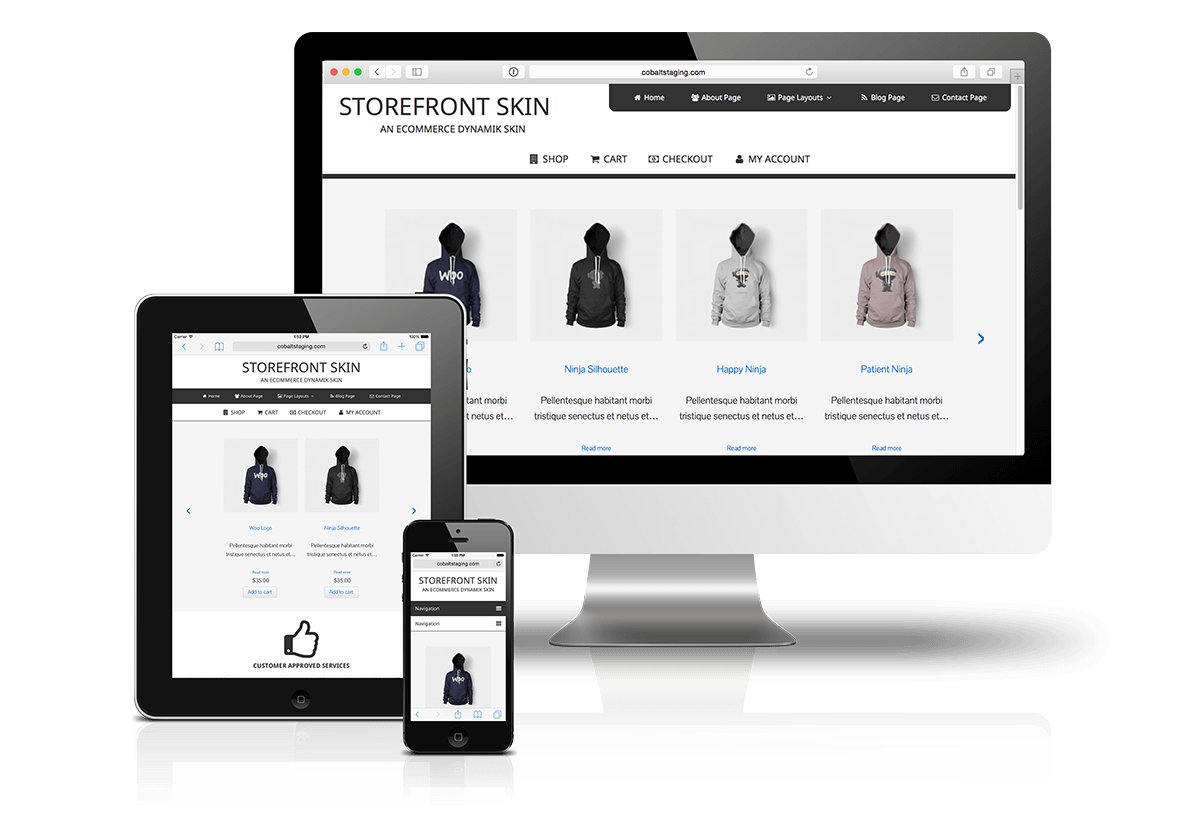 cobaltstaging.com
STOREFRONT SKIN
AN ECOMMERCE DYNAMIK SKIN
Home About Page Page Layouts Blog Page Contact Page
SHOP CART CHECKOUT MY ACCOUNT
Woo
Ninja Silhouette Happy Ninja Patient Ninja
tant morbi Pellentesque habitant morbi Pellentesque habitant morbi Pellentesque habitant morbi
et netus et... tristique senectus et netus et... tristique senectus et netus et... tristique senectus et netus et...
Read more Read more Read more
Carrier 1:53 PM 100%
cobaltstaging.com
STOREFRONT SKIN
AN ECOMMERCE DYNAMIK SKIN
Home About Page Page Layouts Blog Page Contact Page
SHOP CART CHECKOUT MY ACCOUNT
Woo
Woo Logo Ninja Silhouette
Pellentesque habitant morbi Pellentesque habitant morbi
tristique senectus et netus et... tristique senectus et netus et...
Read more Read more
$35.00 $35.00
Add to cart Add to cart
CUSTOMER APPROVED SERVICES
Carrier 1:56 PM
cobaltstaging.com
STOREFRONT SKIN
AN ECOMMERCE DYNAMIK SKIN
Navigation
Navigation
Woo